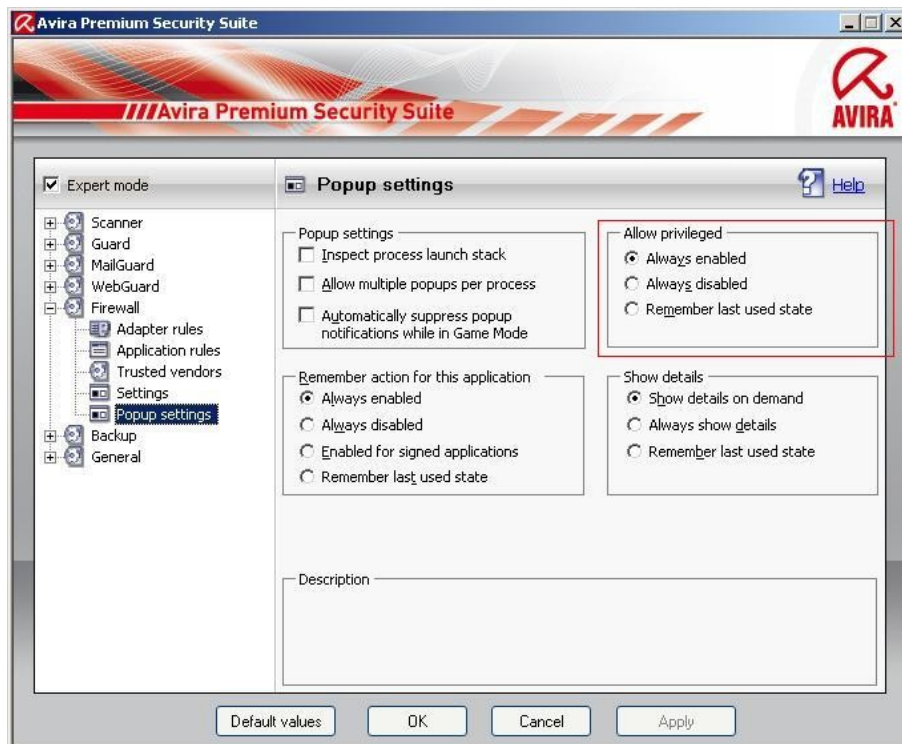 Avira Premium Security Suite
////Avira Premium Security Suite
AVIRA
Expert mode
Popup settings
Help
Scanner
Guard
MailGuard
WebGuard
Firewall
Adapter rules
Application rules
Trusted vendors
Settings
Popup settings
Backup
General
Popup settings
Inspect process launch stack
Allow multiple popups per process
Automatically suppress popup
notifications while in Game Mode
Allow privileged
Always enabled
Always disabled
Remember last used state
Remember action for this application
Always enabled
Always disabled
Enabled for signed applications
Remember last used state
Show details
Show details on demand
Always show details
Remember last used state
Description
Default values
OK
Cancel
Apply